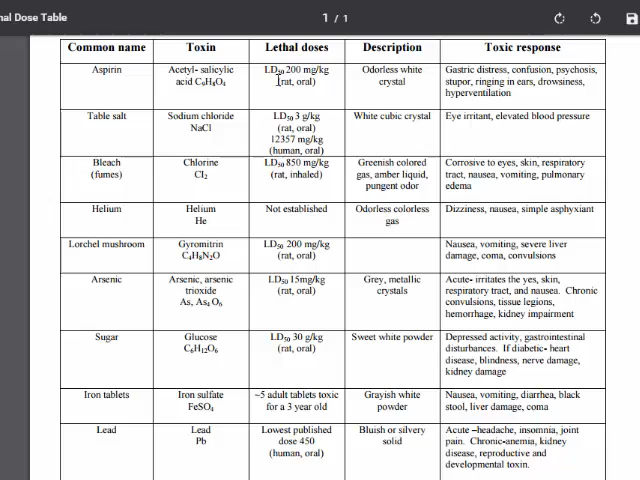 nal Dose Table
1 / 1
Common name Toxin Lethal doses Description Toxic response
Aspirin Acetyl- salicylic LD₅₀ 200 mg/kg Odorless white Gastric distress, confusion, psychosis,
acid C₉H₈O₄ (rat, oral) crystal stupor, ringing in ears, drowsiness,
hyperventilation
Table salt Sodium chloride LD₅₀ 3 g/kg White cubic crystal Eye irritant, elevated blood pressure
NaCl (rat, oral)
12357 mg/kg
(human, oral)
Bleach Chlorine LD₅₀ 850 mg/kg Greenish colored Corrosive to eyes, skin, respiratory
(fumes) Cl₂ (rat, inhaled) gas, amber liquid, tract, nausea, vomiting, pulmonary
pungent odor edema
Helium Helium Not established Odorless colorless Dizziness, nausea, simple asphyxiant
He gas
Lorchel mushroom Gyromitrin LD₅₀ 200 mg/kg Nausea, vomiting, severe liver
C₄H₈N₂O (rat, oral) damage, coma, convulsions
Arsenic Arsenic, arsenic LD₅₀ 15mg/kg Grey, metallic Acute- irritates the yes, skin,
trioxide (rat, oral) crystals respiratory tract, and nausea. Chronic
As, As₄ O₆ convulsions, tissue legions,
hemorrhage, kidney impairment
Sugar Glucose LD₅₀ 30 g/kg Sweet white powder Depressed activity, gastrointestinal
C₆H₁₂O₆ (rat, oral) disturbances. If diabetic- heart
disease, blindness, nerve damage,
kidney damage
Iron tablets Iron sulfate ~5 adult tablets toxic Grayish white Nausea, vomiting, diarrhea, black
FeSO₄ for a 3 year old powder stool, liver damage, coma
Lead Lead Lowest published Bluish or silvery Acute –headache, insomnia, joint
Pb dose 450 solid pain. Chronic-anemia, kidney
(human, oral) disease, reproductive and
developmental toxin.